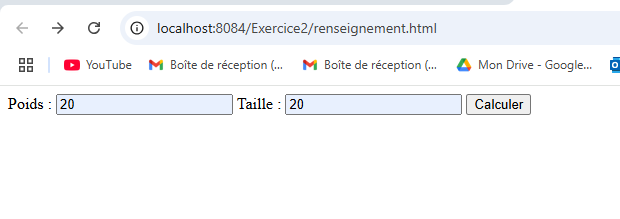 localhost:8084/Exercice2/renseignement.html
YouTube Boîte de réception (... Boîte de réception (... Mon Drive - Google...
Poids : 20 Taille : 20 Calculer